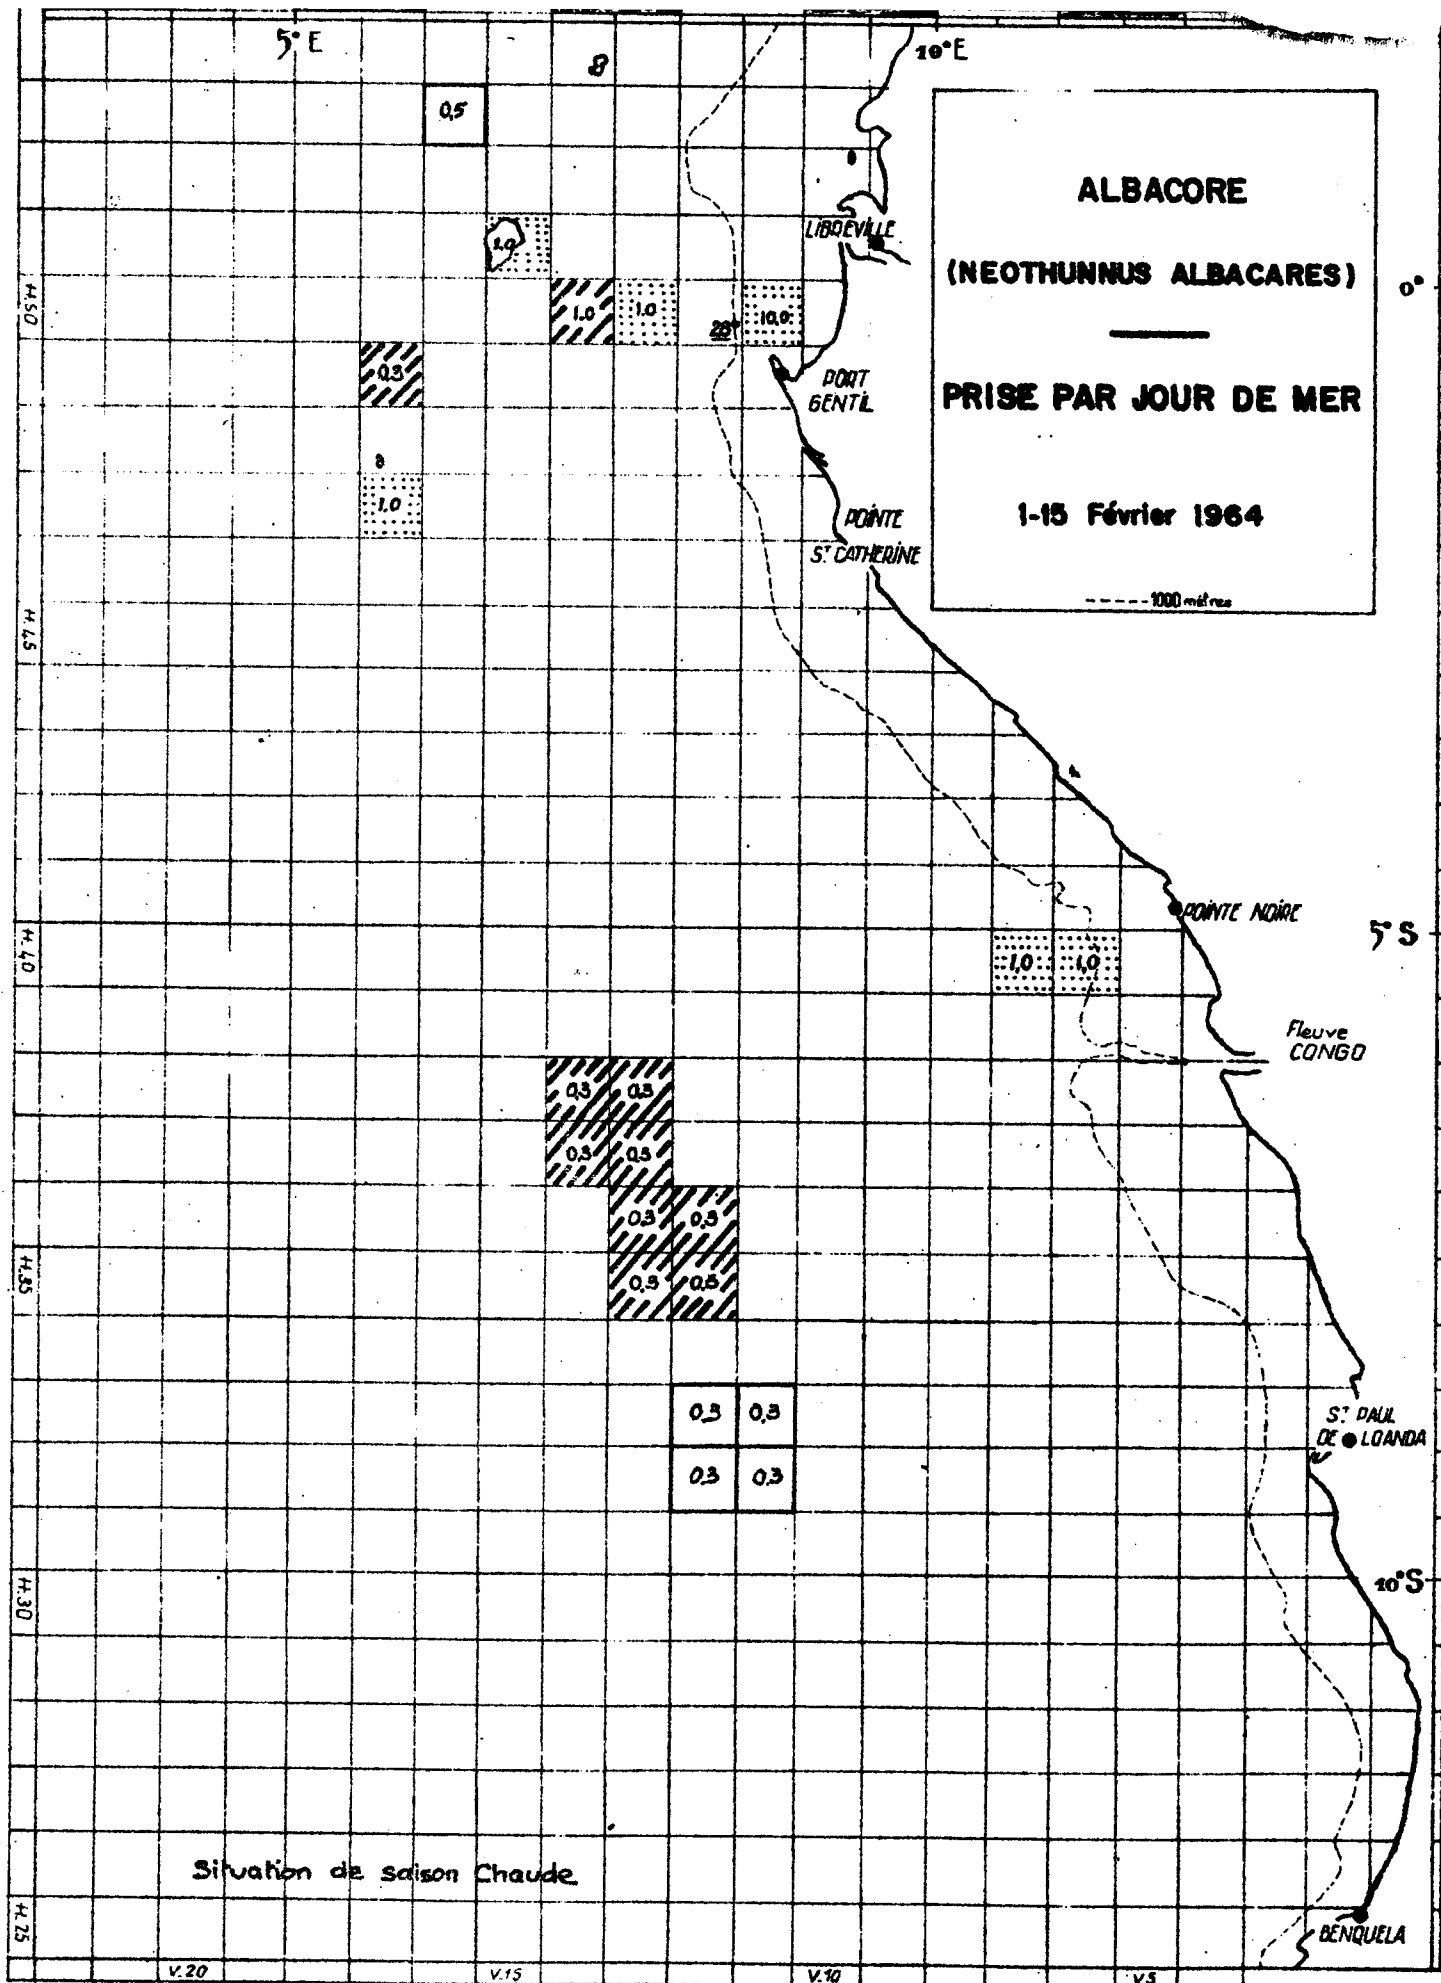 5° E
10° E
0,5
ALBACORE
(NEOTHUNNUS ALBACARES)
PRISE PAR JOUR DE MER
1-15 Février 1964
1000 mètres
LIBREVILLE
1.0
0°
H.50
1.0
1.0
28°
10.0
0.3
PORT
GENTIL
1.0
POINTE
ST CATHERINE
H.45
POINTE NOIRE
5° S
H.40
1,0
1,0
Fleuve
CONGO
0,3
0,3
0,3
0,3
0,3
0,3
0,3
0,3
H.35
0,3
0,3
0,3
0,3
ST PAUL
DE LOANDA
H.30
10°S
Situation de saison Chaude
H.25
BENQUELA
V.20
V.15
V.10
V.5